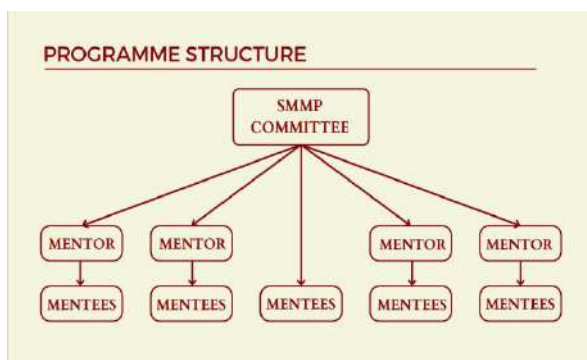 PROGRAMME STRUCTURE
SMMP
COMMITTEE
MENTOR
MENTOR
MENTOR
MENTOR
MENTEES
MENTEES
MENTEES
MENTEES
MENTEES